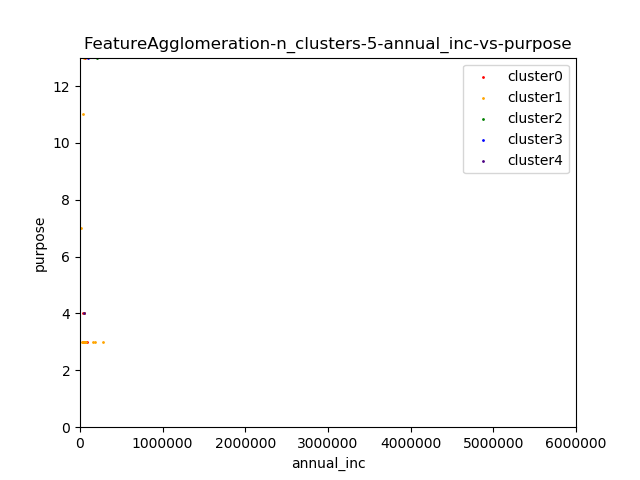 FeatureAgglomeration-n_clusters-5-annual_inc-vs-purpose
cluster0
cluster1
cluster2
cluster3
cluster4
12
10
8
6
4
2
0
purpose
0 1000000 2000000 3000000 4000000 5000000 6000000
annual_inc